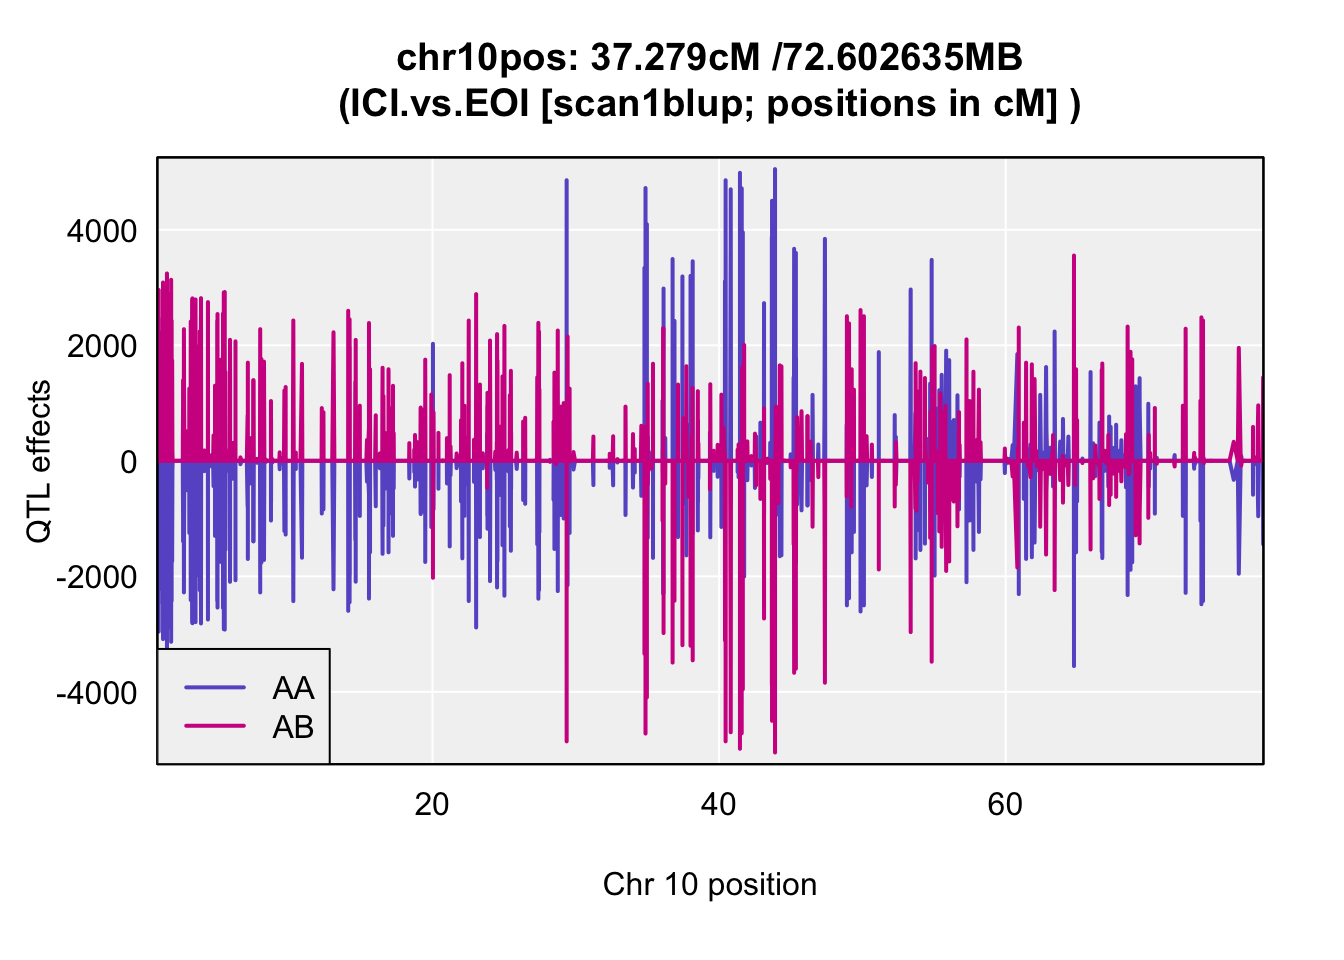 chr10pos: 37.279cM /72.602635MB
(ICI.vs.EOI [scan1blup; positions in cM] )
QTL effects
4000
2000
0
-2000
-4000
AA
AB
20
40
60
Chr 10 position